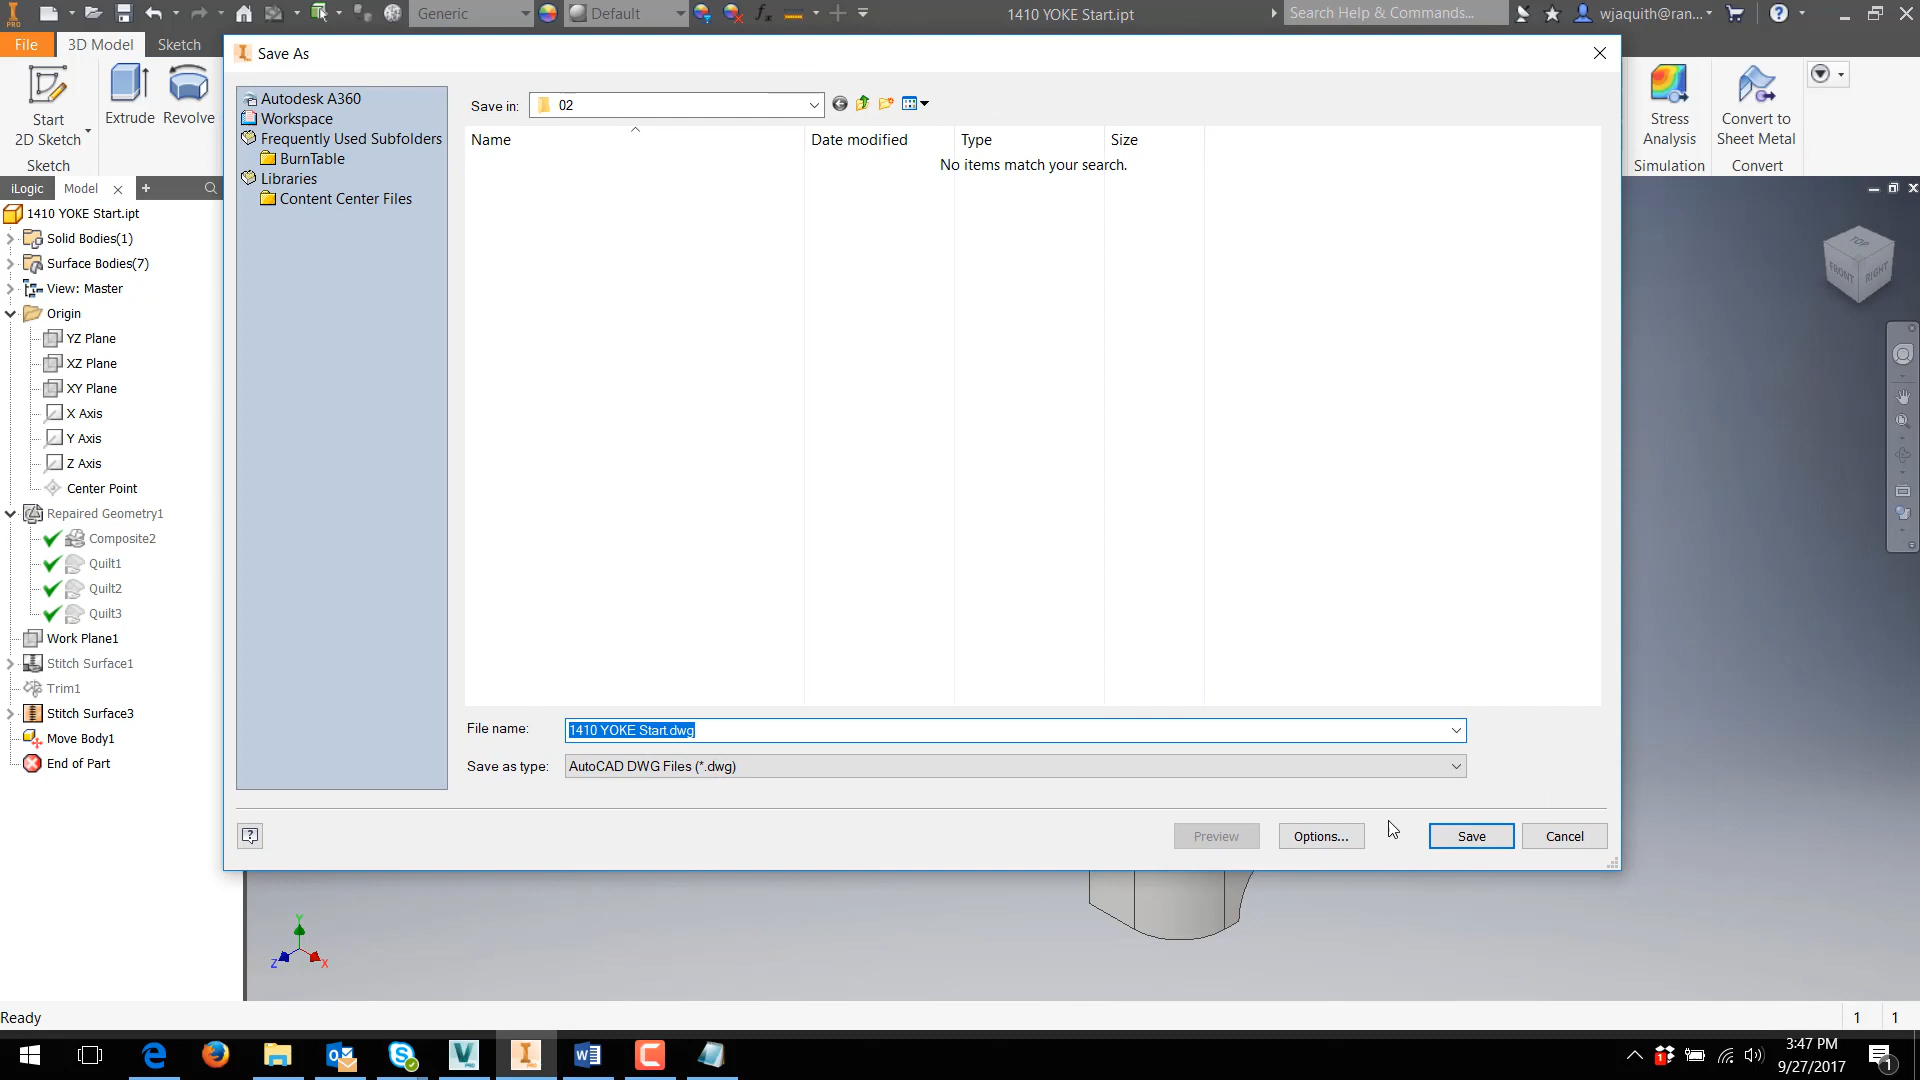 Generic
Default
1410 YOKE Start.ipt
Search Help & Commands...
wjaquith@ran...
PRO
File
3D Model
Sketch
Start
2D Sketch
Extrude
Revolve
Sketch
Stress
Analysis
Convert to
Sheet Metal
Simulation
Convert
iLogic
Model
1410 YOKE Start.ipt
Solid Bodies(1)
Surface Bodies(7)
View: Master
Origin
YZ Plane
XZ Plane
XY Plane
X Axis
Y Axis
Z Axis
Center Point
Repaired Geometry1
Composite2
Quilt1
Quilt2
Quilt3
Work Plane1
Stitch Surface1
Trim1
Stitch Surface3
Move Body1
End of Part
Save As
Autodesk A360
Workspace
Frequently Used Subfolders
BurnTable
Libraries
Content Center Files
Save in: 02
Name Date modified Type Size
No items match your search.
File name: 1410 YOKE Start.dwg
Save as type: AutoCAD DWG Files (*.dwg)
Preview Options... Save Cancel
TOP
FRONT
RIGHT
Y
Z
X
Ready
1 1
3:47 PM
9/27/2017
1